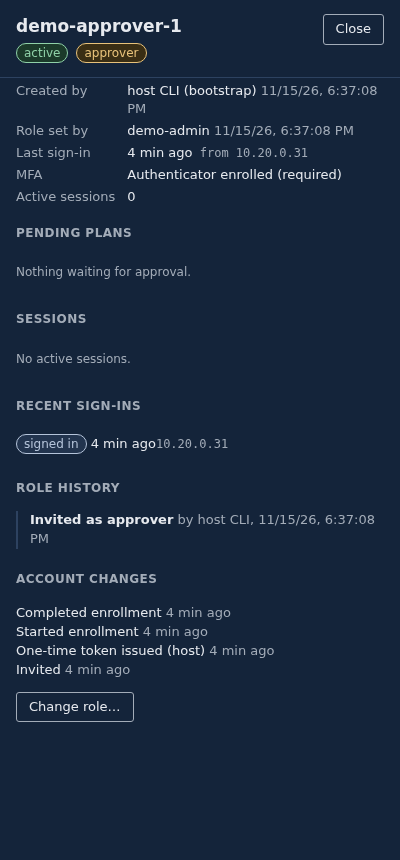 demo-approver-1
Close
active approver
Created by host CLI (bootstrap) 11/15/26, 6:37:08
PM
Role set by demo-admin 11/15/26, 6:37:08 PM
Last sign-in 4 min ago from 10.20.0.31
MFA Authenticator enrolled (required)
Active sessions 0
PENDING PLANS
Nothing waiting for approval.
SESSIONS
No active sessions.
RECENT SIGN-INS
signed in 4 min ago10.20.0.31
ROLE HISTORY
Invited as approver by host CLI, 11/15/26, 6:37:08
PM
ACCOUNT CHANGES
Completed enrollment 4 min ago
Started enrollment 4 min ago
One-time token issued (host) 4 min ago
Invited 4 min ago
Change role…